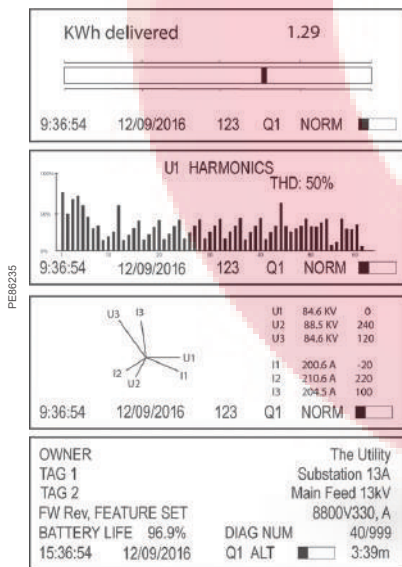 KWh delivered 1.29
9:36:54 12/09/2016 123 Q1 NORM
U1 HARMONICS
THD: 50%
100%
50%
9:36:54 12/09/2016 123 Q1 NORM
PE86235
U3 I3
U1
I1
I2
U2
U1 84.6 KV 0
U2 88.5 KV 240
U3 84.6 KV 120
I1 200.6 A -20
I2 210.6 A 220
I3 204.5 A 100
9:36:54 12/09/2016 123 Q1 NORM
OWNER The Utility
TAG 1 Substation 13A
TAG 2 Main Feed 13kV
FW Rev, FEATURE SET 8800V330, A
BATTERY LIFE 96.9% DIAG NUM 40/999
15:36:54 12/09/2016 Q1 ALT 3:39m